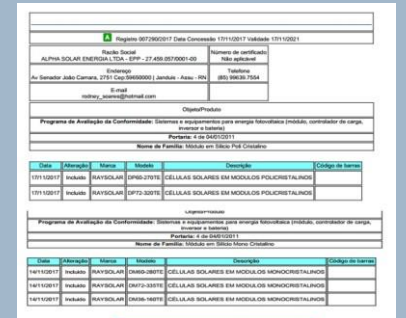 A Registro 007290/2017 Data Concessão 17/11/2017 Validade 17/11/2021
Razão Social
ALPHA SOLAR ENERGIA LTDA - EPP - 27.459.057/0001-00
Número de certificado
Não aplicável
Endereço
Av Senador João Camara, 2751 Cep:59650000 ( Janduis - Assu - RN
Telefone
(85) 99639.7554
E-mail
rodney_soares@hotmail.com
Objeto/Produto
Programa de Avaliação da Conformidade: Sistemas e equipamentos para energia fotovoltaica (módulo, controlador de carga,
inversor e bateria)
Portaria: 4 de 04/01/2011
Nome de Família: Módulo em Silício Poli Cristalino
Data Alteração Marca Modelo Descrição Código de barras
17/11/2017 Incluído RAYSOLAR DP60-270TE CÉLULAS SOLARES EM MODULOS POLICRISTALINOS
17/11/2017 Incluído RAYSOLAR DP72-320TE CÉLULAS SOLARES EM MODULOS POLICRISTALINOS
Objeto/Produto
Programa de Avaliação da Conformidade: Sistemas e equipamentos para energia fotovoltaica (módulo, controlador de carga,
inversor e bateria)
Portaria: 4 de 04/01/2011
Nome de Família: Módulo em Silício Mono Cristalino
Data Alteração Marca Modelo Descrição Código de barras
14/11/2017 Incluído RAYSOLAR DM60-280TE CÉLULAS SOLARES EM MODULOS MONOCRISTALINOS
14/11/2017 Incluído RAYSOLAR DM72-335TE CÉLULAS SOLARES EM MODULOS MONOCRISTALINOS
14/11/2017 Incluído RAYSOLAR DM36-160TE CÉLULAS SOLARES EM MODULOS MONOCRISTALINOS